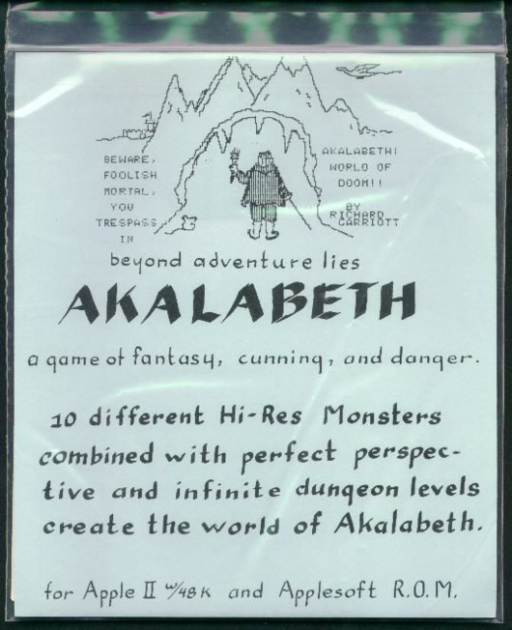 BEWARE,
FOOLISH
MORTAL,
YOU
TRESPASS
IN
AKALABETH!
WORLD OF
DOOM!!
BY
RICHARD
GARRIOTT
beyond adventure lies
AKALABETH
a game of fantasy, cunning, and danger.
10 different Hi-Res Monsters
combined with perfect perspec-
tive and infinite dungeon levels
create the world of Akalabeth.
for Apple II w/48K and Applesoft R.O.M.